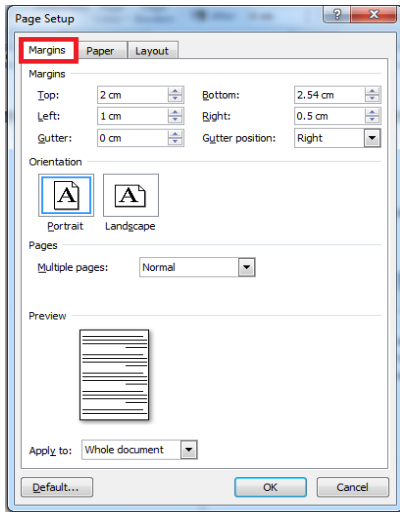 Page Setup
Margins Paper Layout
Margins
Top: 2 cm Bottom: 2.54 cm
Left: 1 cm Right: 0.5 cm
Gutter: 0 cm Gutter position: Right
Orientation
A A
Portrait Landscape
Pages
Multiple pages: Normal
Preview
Apply to: Whole document
Default... OK Cancel